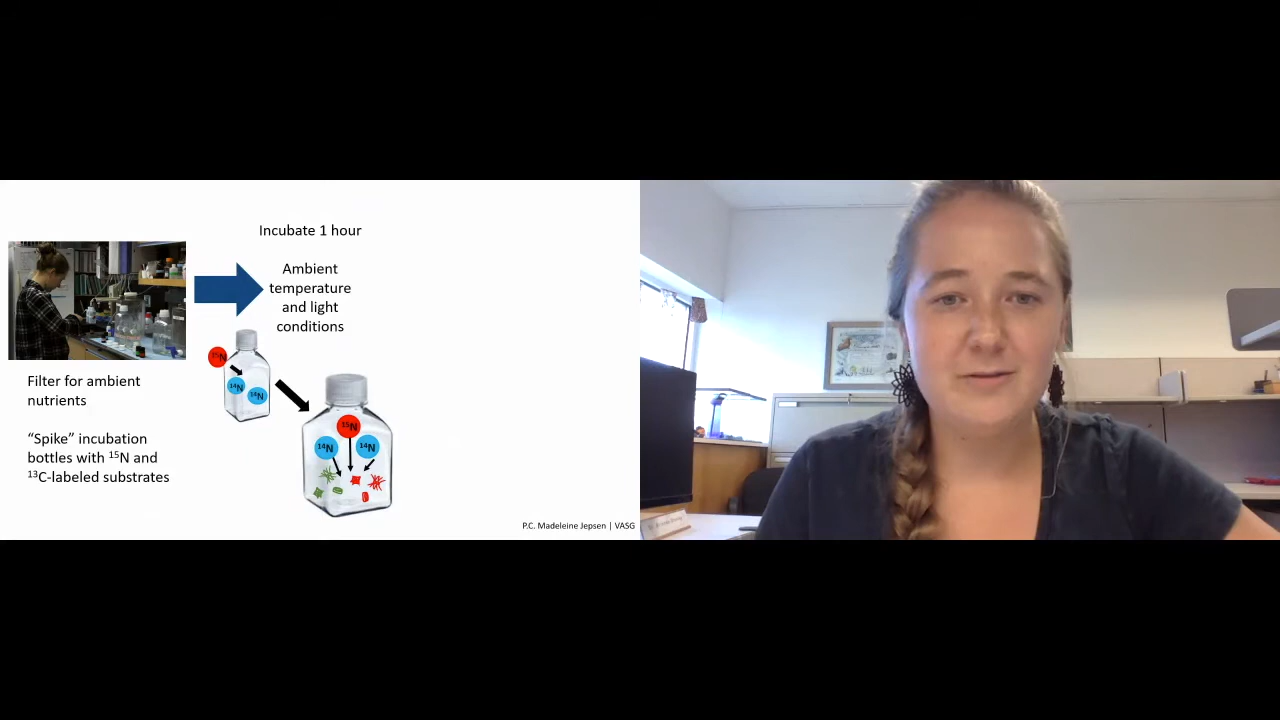 Incubate 1 hour
Ambient
temperature
and light
conditions
Filter for ambient
nutrients
“Spike” incubation
bottles with ¹⁵N and
¹³C-labeled substrates
¹⁵N
¹⁴N
¹⁴N
¹⁵N
¹⁴N
¹⁴N
P.C. Madeleine Jepsen | VASG